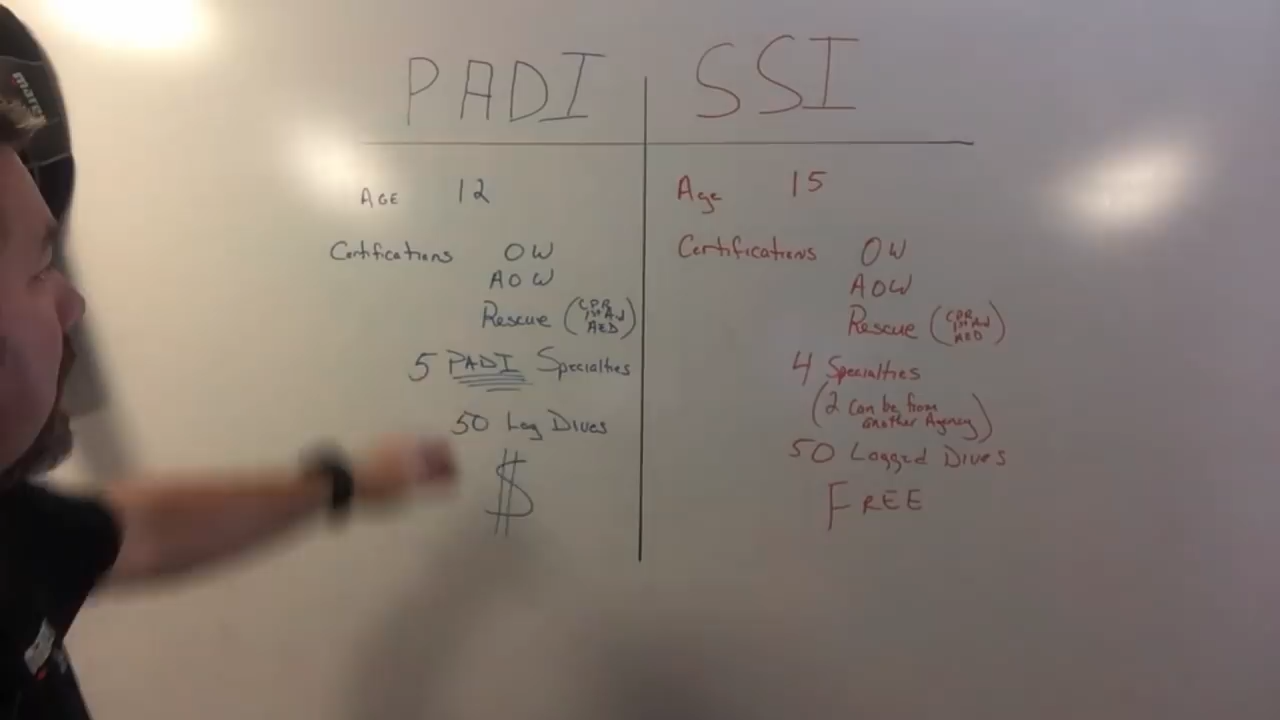 PADI
AGE 12
Certifications OW
AOW
Rescue (CPR
1st Aid
AED)
5 PADI Specialties
50 Log Dives
$
SSI
Age 15
Certifications OW
AOW
Rescue (CPR
1st Aid
AED)
4 Specialties
(2 Can be from
another Agency)
50 Logged Dives
FREE
mares